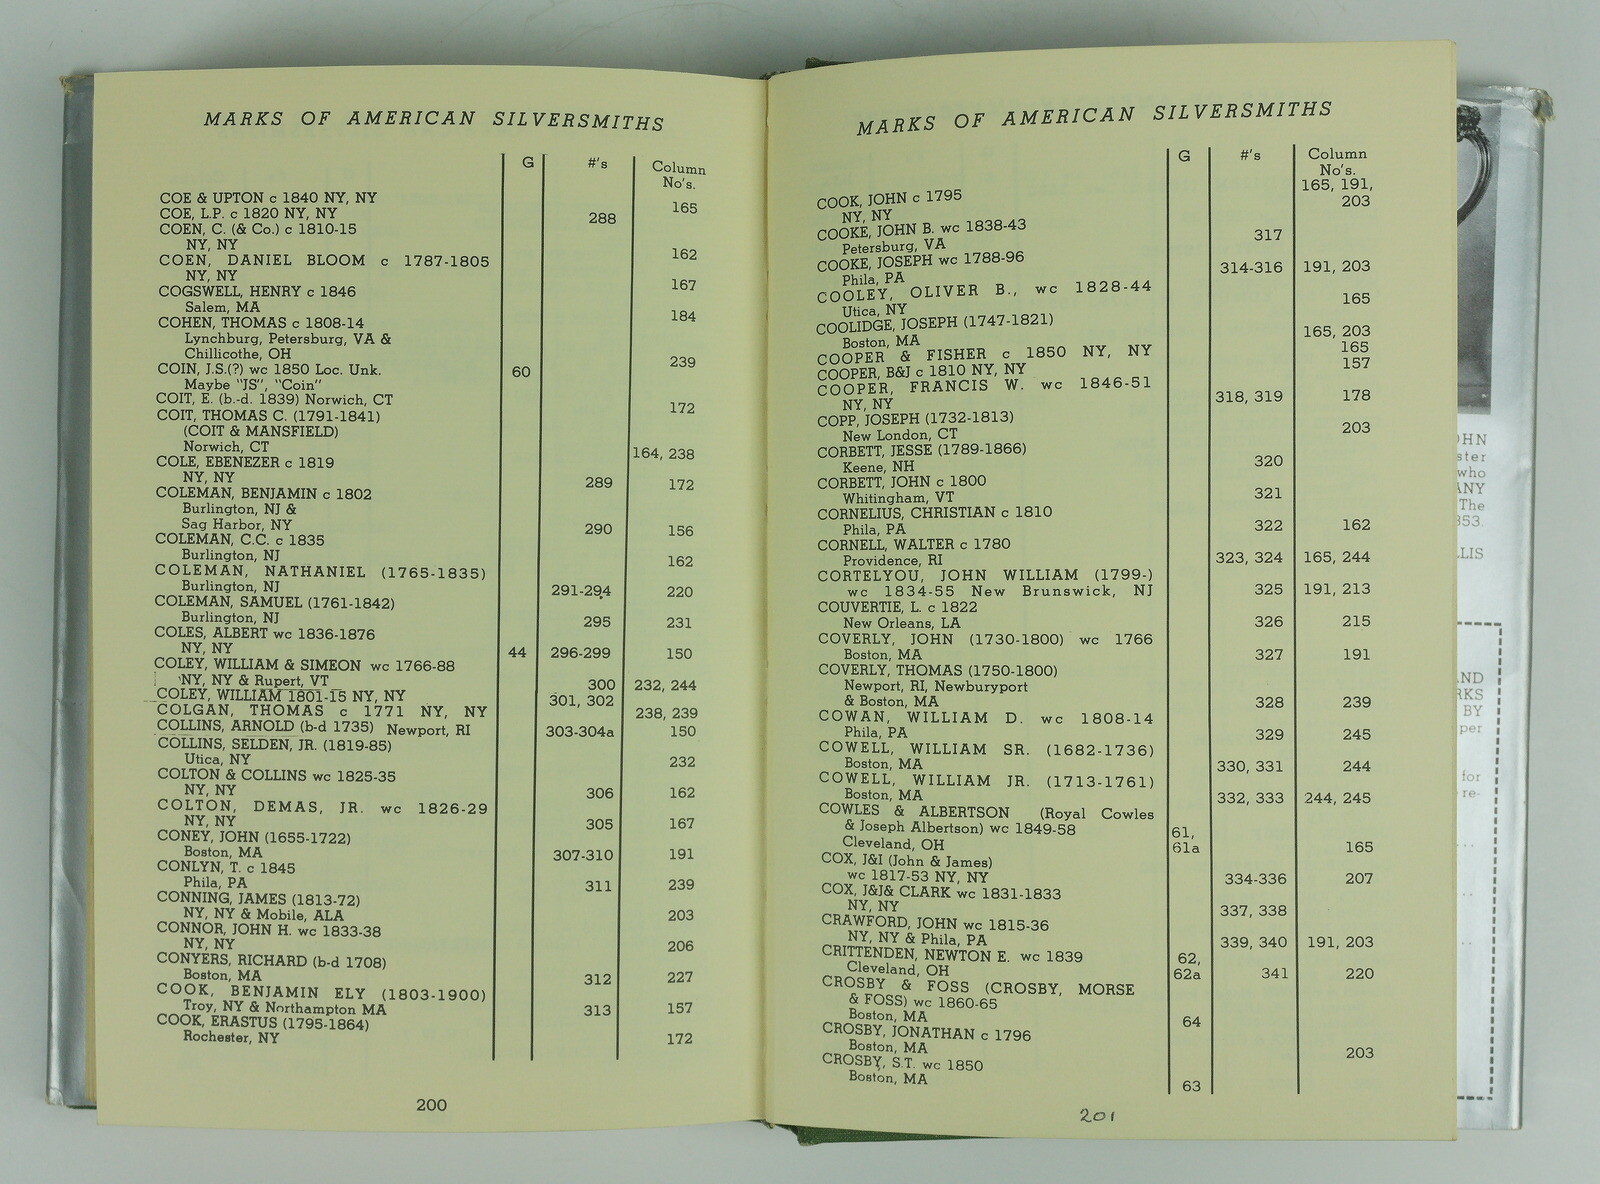 MARKS OF AMERICAN SILVERSMITHS
G #'s Column
No's.
COE & UPTON c 1840 NY, NY 165
COE, L.P. c 1820 NY, NY 288
COEN, C. (& Co.) c 1810-15
NY, NY 162
COEN, DANIEL BLOOM c 1787-1805
NY, NY 167
COGSWELL, HENRY c 1846
Salem, MA 184
COHEN, THOMAS c 1808-14
Lynchburg, Petersburg, VA &
Chillicothe, OH 239
COIN, J.S.(?) wc 1850 Loc. Unk. 60
Maybe "JS", "Coin"
COIT, E. (b.-d. 1839) Norwich, CT 172
COIT, THOMAS C. (1791-1841)
(COIT & MANSFIELD)
Norwich, CT 164, 238
COLE, EBENEZER c 1819
NY, NY 289 172
COLEMAN, BENJAMIN c 1802
Burlington, NJ &
Sag Harbor, NY 290 156
COLEMAN, C.C. c 1835
Burlington, NJ 162
COLEMAN, NATHANIEL (1765-1835)
Burlington, NJ 291-294 220
COLEMAN, SAMUEL (1761-1842)
Burlington, NJ 295 231
COLES, ALBERT wc 1836-1876
NY, NY 44 296-299 150
COLEY, WILLIAM & SIMEON wc 1766-88
NY, NY & Rupert, VT 300 232, 244
COLEY, WILLIAM 1801-15 NY, NY 301, 302
COLGAN, THOMAS c 1771 NY, NY 238, 239
COLLINS, ARNOLD (b-d 1735) Newport, RI 303-304a 150
COLLINS, SELDEN, JR. (1819-85)
Utica, NY 232
COLTON & COLLINS wc 1825-35
NY, NY 306 162
COLTON, DEMAS, JR. wc 1826-29
NY, NY 305 167
CONEY, JOHN (1655-1722)
Boston, MA 307-310 191
CONLYN, T. c 1845
Phila, PA 311 239
CONNING, JAMES (1813-72)
NY, NY & Mobile, ALA 203
CONNOR, JOHN H. wc 1833-38
NY, NY 206
CONYERS, RICHARD (b-d 1708)
Boston, MA 312 227
COOK, BENJAMIN ELY (1803-1900)
Troy, NY & Northampton MA 313 157
COOK, ERASTUS (1795-1864)
Rochester, NY 172
200
MARKS OF AMERICAN SILVERSMITHS
G #'s Column
No's.
COOK, JOHN c 1795 165, 191,
NY, NY 203
COOKE, JOHN B. wc 1838-43
Petersburg, VA 317
COOKE, JOSEPH wc 1788-96
Phila, PA 314-316 191, 203
COOLEY, OLIVER B., wc 1828-44
Utica, NY 165
COOLIDGE, JOSEPH (1747-1821)
Boston, MA 165, 203
COOPER & FISHER c 1850 NY, NY 165
COOPER, B&J c 1810 NY, NY 157
COOPER, FRANCIS W. wc 1846-51
NY, NY 318, 319 178
COPP, JOSEPH (1732-1813)
New London, CT 203
CORBETT, JESSE (1789-1866)
Keene, NH 320
CORBETT, JOHN c 1800
Whitingham, VT 321
CORNELIUS, CHRISTIAN c 1810
Phila, PA 322 162
CORNELL, WALTER c 1780
Providence, RI 323, 324 165, 244
CORTELYOU, JOHN WILLIAM (1799-)
wc 1834-55 New Brunswick, NJ 325 191, 213
COUVERTIE, L. c 1822
New Orleans, LA 326 215
COVERLY, JOHN (1730-1800) wc 1766
Boston, MA 327 191
COVERLY, THOMAS (1750-1800)
Newport, RI, Newburyport
& Boston, MA 328 239
COWAN, WILLIAM D. wc 1808-14
Phila, PA 329 245
COWELL, WILLIAM SR. (1682-1736)
Boston, MA 330, 331 244
COWELL, WILLIAM JR. (1713-1761)
Boston, MA 332, 333 244, 245
COWLES & ALBERTSON (Royal Cowles
& Joseph Albertson) wc 1849-58 61,
Cleveland, OH 61a 165
COX, J&I (John & James)
wc 1817-53 NY, NY 334-336 207
COX, J&J& CLARK wc 1831-1833
NY, NY 337, 338
CRAWFORD, JOHN wc 1815-36
NY, NY & Phila, PA 339, 340 191, 203
CRITTENDEN, NEWTON E. wc 1839 62,
Cleveland, OH 62a 341 220
CROSBY & FOSS (CROSBY, MORSE
& FOSS) wc 1860-65
Boston, MA 64
CROSBY, JONATHAN c 1796
Boston, MA 203
CROSBY, S.T. wc 1850
Boston, MA 63
201
who
The
853.
BY
per
for
re-